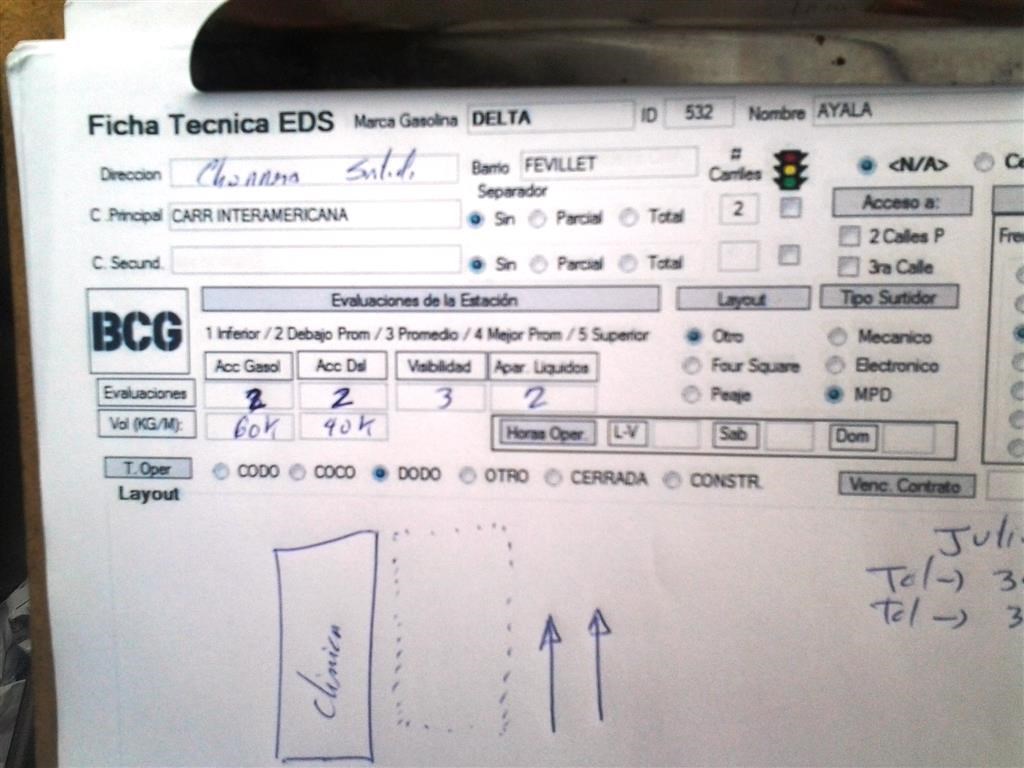 Ficha Tecnica EDS Marca Gasolina DELTA ID 532 Nombre AYALA
Direccion Barrio FEVILLET # Carriles <N/A>
Separador
C .Principal CARR INTERAMERICANA Sin Parcial Total 2 Acceso a:
2 Calles P
C. Secund. Sin Parcial Total 3ra Calle
Evaluaciones de la Estación Layout Tipo Surtidor
BCG 1 Inferior / 2 Debajo Prom / 3 Promedio / 4 Mejor Prom / 5 Superior Otro Mecanico
Acc Gasol Acc Dsl Visibilidad Apar. Liquidos Four Square Electronico
Evaluaciones 2 2 3 2 Peaje MPD
Vol (KG/M): 60K 40K Horas Oper. L-V Sab Dom
T. Oper CODO COCO DODO OTRO CERRADA CONSTR. Venc. Contrato
Layout
Tel->
Tel ->
Clinica